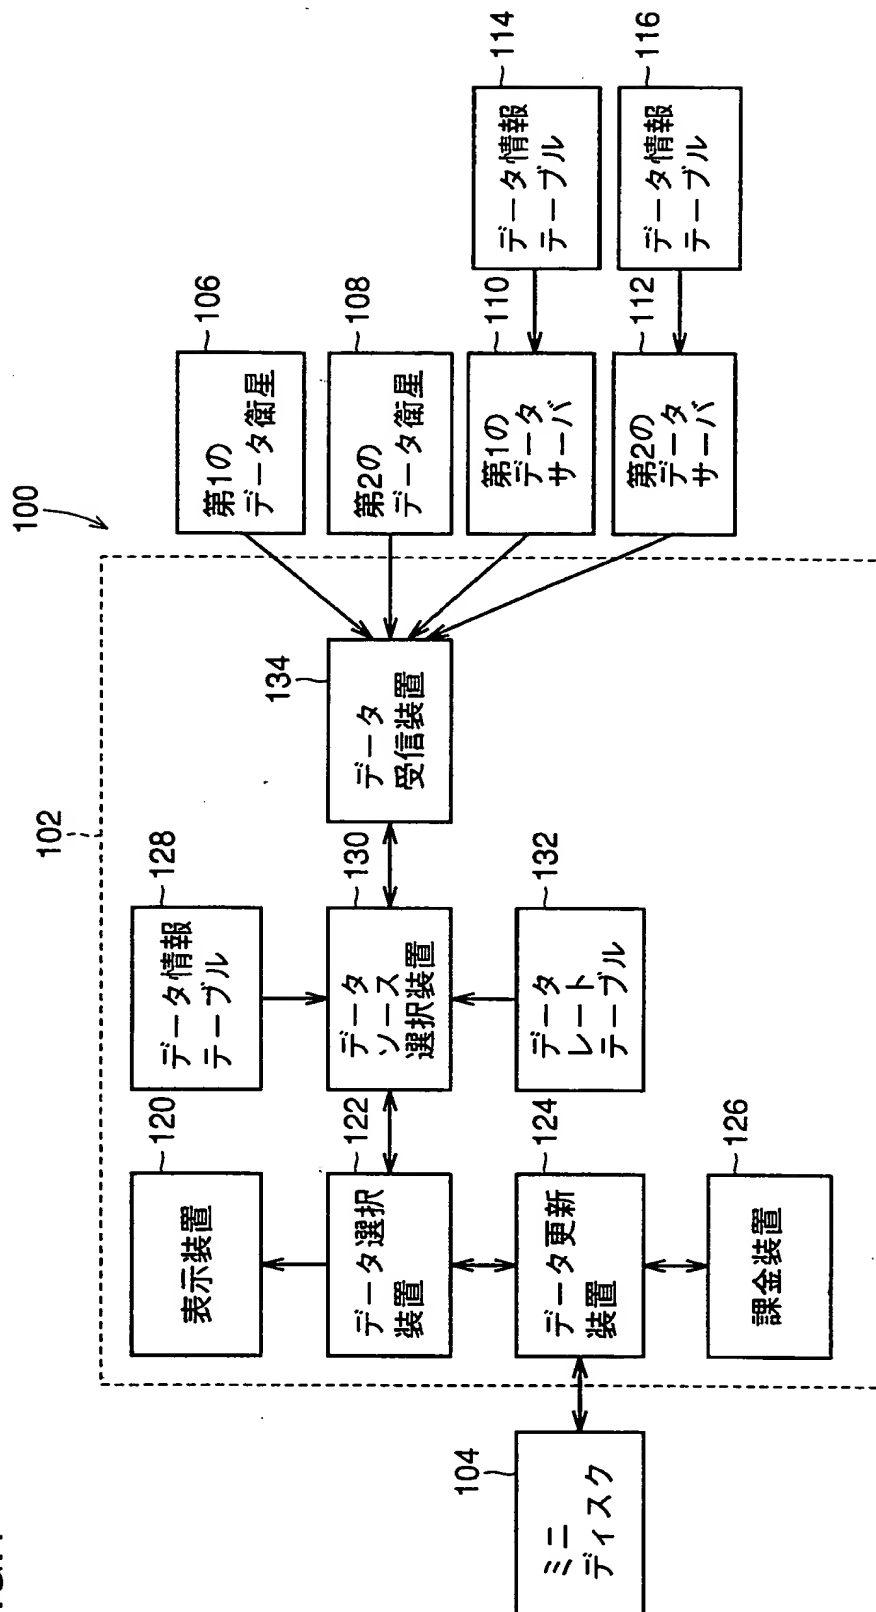 100
102
106
第1の
データ衛星
108
第2の
データ衛星
110
第1の
データ
サーバ
112
第2の
データ
サーバ
114
データ情報
テーブル
116
データ情報
テーブル
134
データ
受信装置
128
データ情報
テーブル
130
データ
ソース
選択装置
132
データ
レート
テーブル
120
表示装置
122
データ選択
装置
124
データ更新
装置
126
課金装置
104
ミニ
ディスク